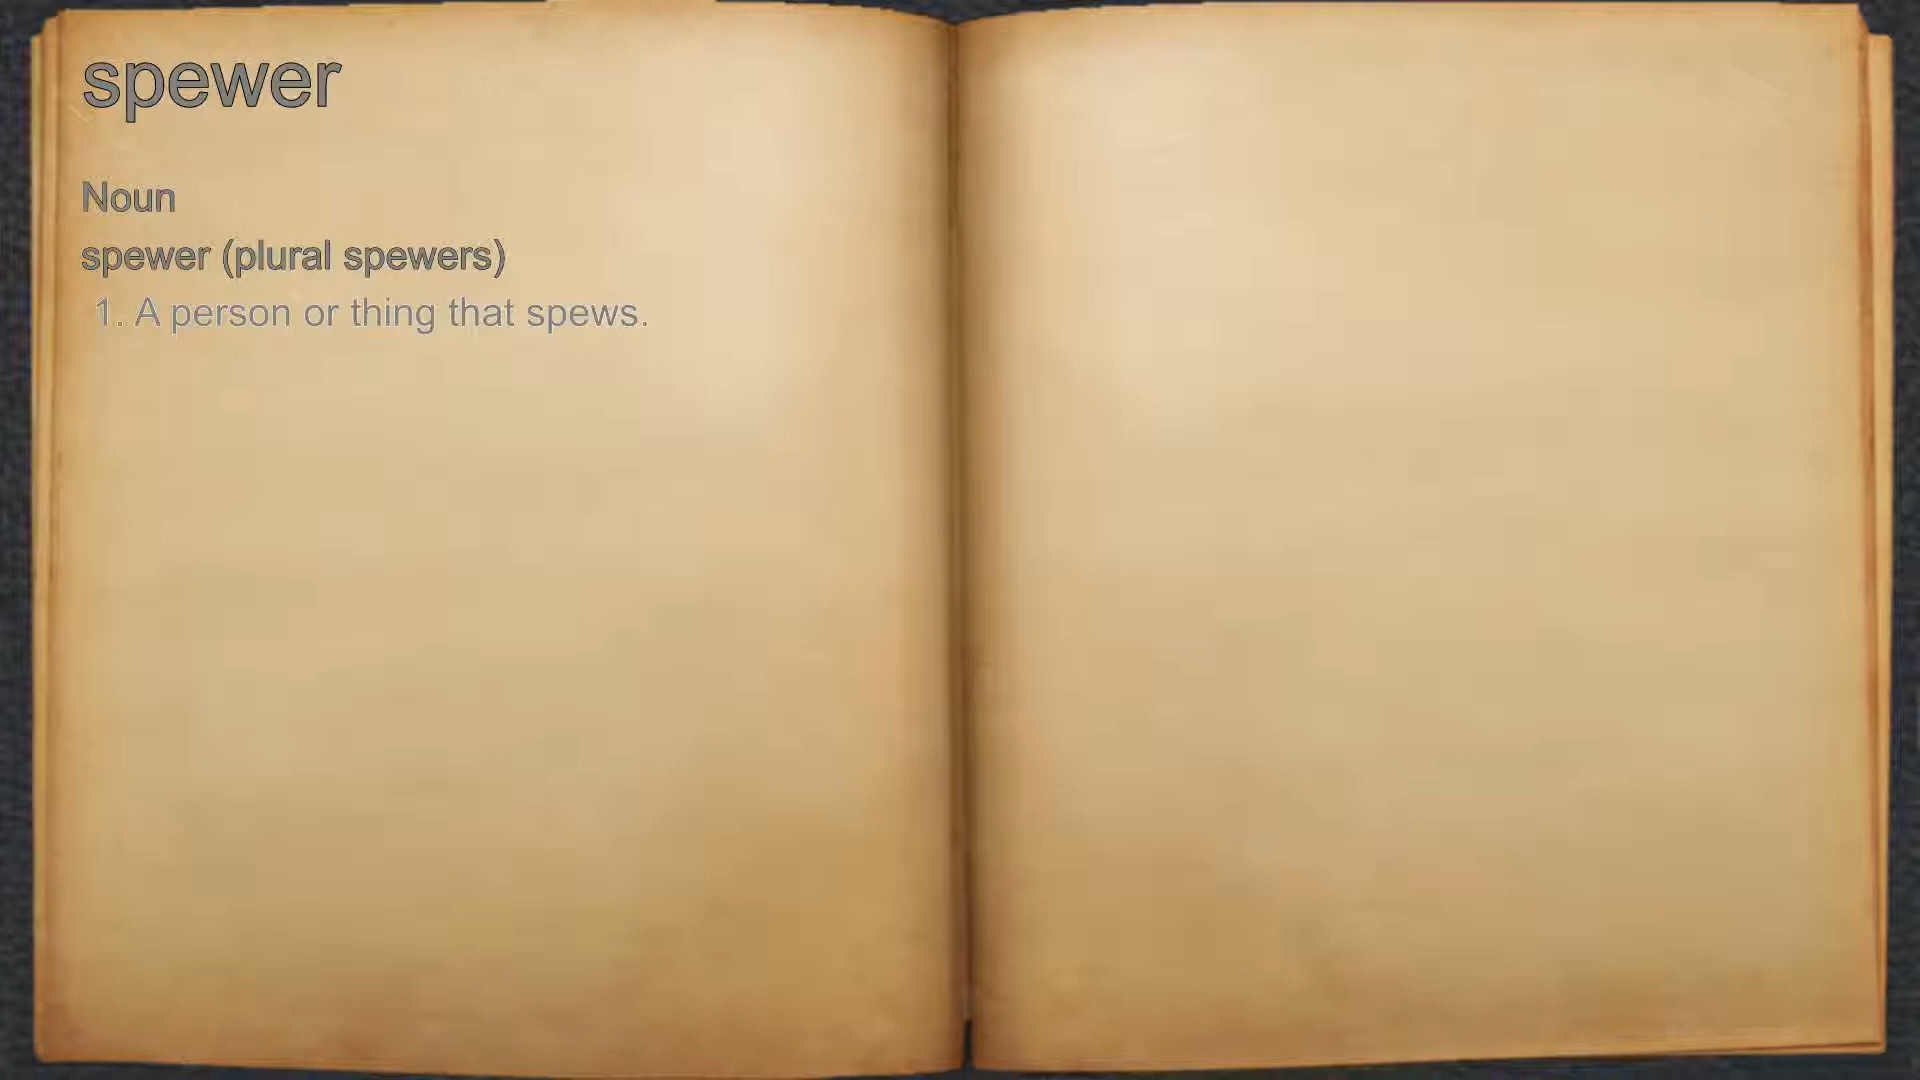 spewer
Noun
spewer (plural spewers)
1. A person or thing that spews.